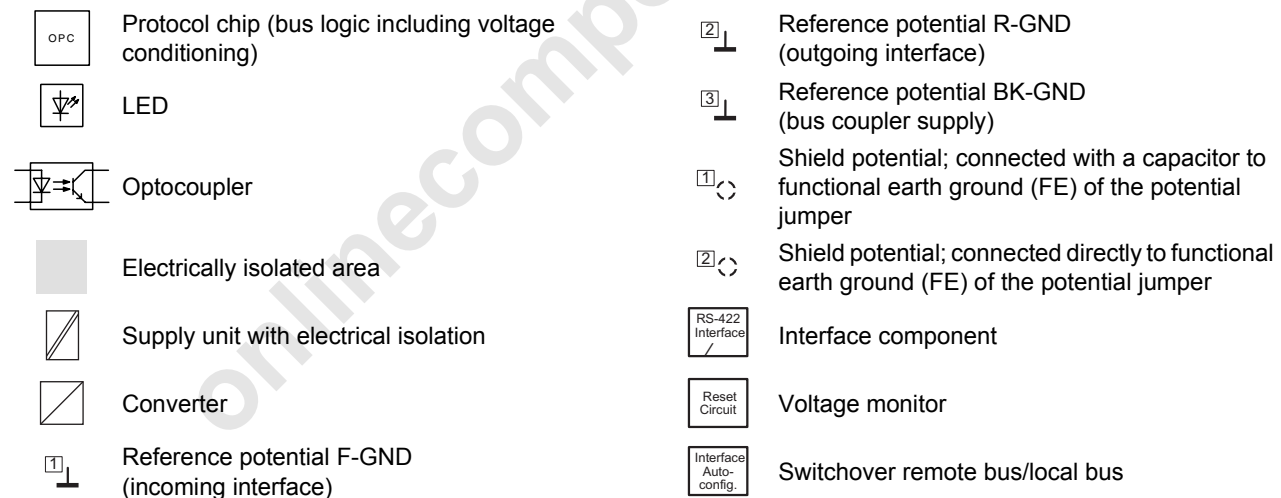 OPC
Protocol chip (bus logic including voltage
conditioning)
LED
Optocoupler
Electrically isolated area
Supply unit with electrical isolation
Converter
1
Reference potential F-GND
(incoming interface)
2
Reference potential R-GND
(outgoing interface)
3
Reference potential BK-GND
(bus coupler supply)
1
Shield potential; connected with a capacitor to
functional earth ground (FE) of the potential
jumper
2
Shield potential; connected directly to functional
earth ground (FE) of the potential jumper
RS-422
Interface
Interface component
Reset
Circuit
Voltage monitor
Interface
Auto-
config.
Switchover remote bus/local bus
onlinecompo